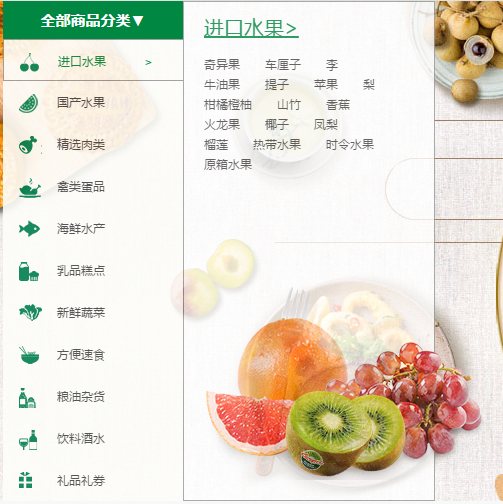 全部商品分类▼
进口水果 >
国产水果
精选肉类
禽类蛋品
海鲜水产
乳品糕点
新鲜蔬菜
方便速食
粮油杂货
饮料酒水
礼品礼券
进口水果>
奇异果 车厘子 李
牛油果 提子 苹果 梨
柑橘橙柚 山竹 香蕉
火龙果 椰子 凤梨
榴莲 热带水果 时令水果
原箱水果